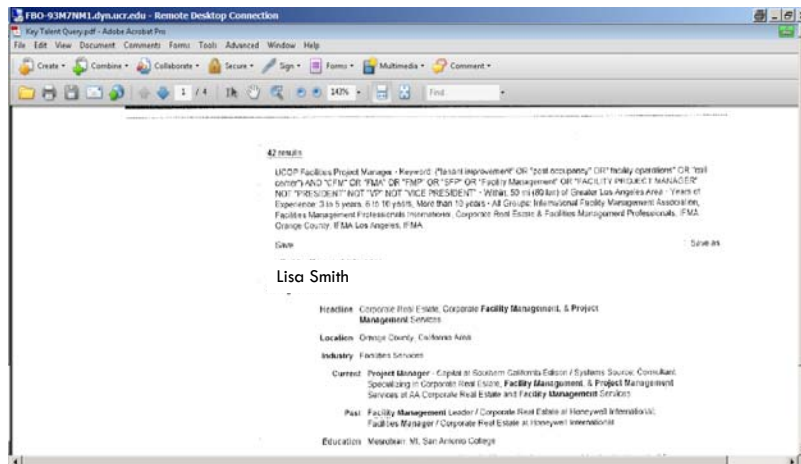 FBO-93M7NM1.dyn.ucr.edu - Remote Desktop Connection
Key Talent Query.pdf - Adobe Acrobat Pro
File Edit View Document Comments Forms Tools Advanced Window Help
Create Combine Collaborate Secure Sign Forms Multimedia Comment
1 / 4 147% Find
42 results
UCOP Facilities Project Manager - Keyword: ("tenant improvement" OR "post occupancy" OR "facility operations" OR "call
center") AND "CFM" OR "FMA" OR "FMP" OR "SFP" OR "Facility Management" OR "FACILITY PROJECT MANAGER"
NOT "PRESIDENT" NOT "VP" NOT "VICE PRESIDENT" - Within: 50 mi (80 km) of Greater Los Angeles Area - Years of
Experience: 3 to 5 years, 6 to 10 years, More than 10 years - All Groups: International Facility Management Association,
Facilities Management Professionals International, Corporate Real Estate & Facilities Management Professionals, IFMA
Orange County, IFMA Los Angeles, IFMA
Save Save as
Lisa Smith
Headline Corporate Real Estate, Corporate Facility Management, & Project
Management Services
Location Orange County, California Area
Industry Facilities Services
Current Project Manager - Capital at Southern California Edison / Systems Source; Consultant
Specializing in Corporate Real Estate, Facility Management, & Project Management
Services at AA Corporate Real Estate and Facility Management Services
Past Facility Management Leader / Corporate Real Estate at Honeywell International;
Facilities Manager / Corporate Real Estate at Honeywell International
Education Mt. San Antonio College